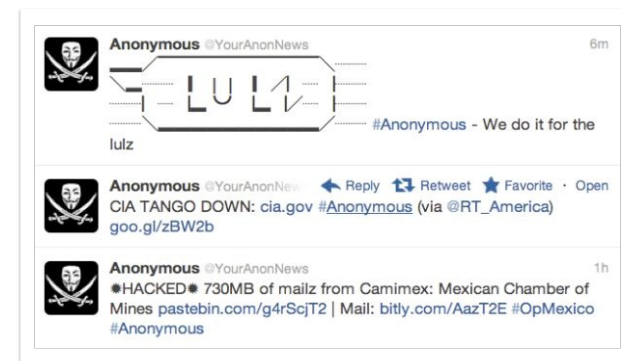 Anonymous @YourAnonNews 6m
LULZ
#Anonymous - We do it for the
lulz
Anonymous @YourAnonNew Reply Retweet Favorite · Open
CIA TANGO DOWN: cia.gov #Anonymous (via @RT_America)
goo.gl/zBW2b
Anonymous @YourAnonNews 1h
✹HACKED✹ 730MB of mailz from Camimex: Mexican Chamber of
Mines pastebin.com/g4rScjT2 | Mail: bitly.com/AazT2E #OpMexico
#Anonymous